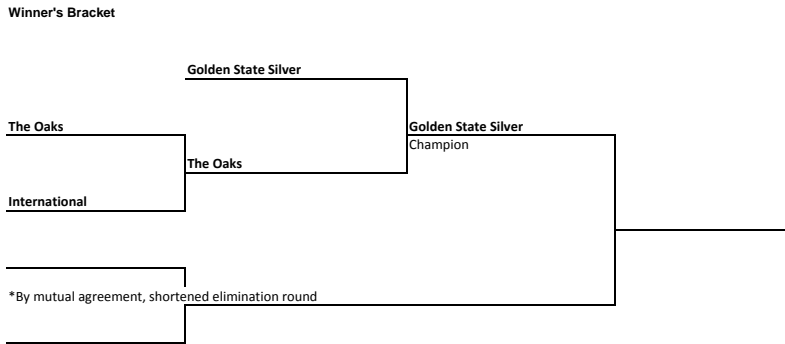 Winner's Bracket
Golden State Silver
The Oaks
Golden State Silver
Champion
The Oaks
International
*By mutual agreement, shortened elimination round